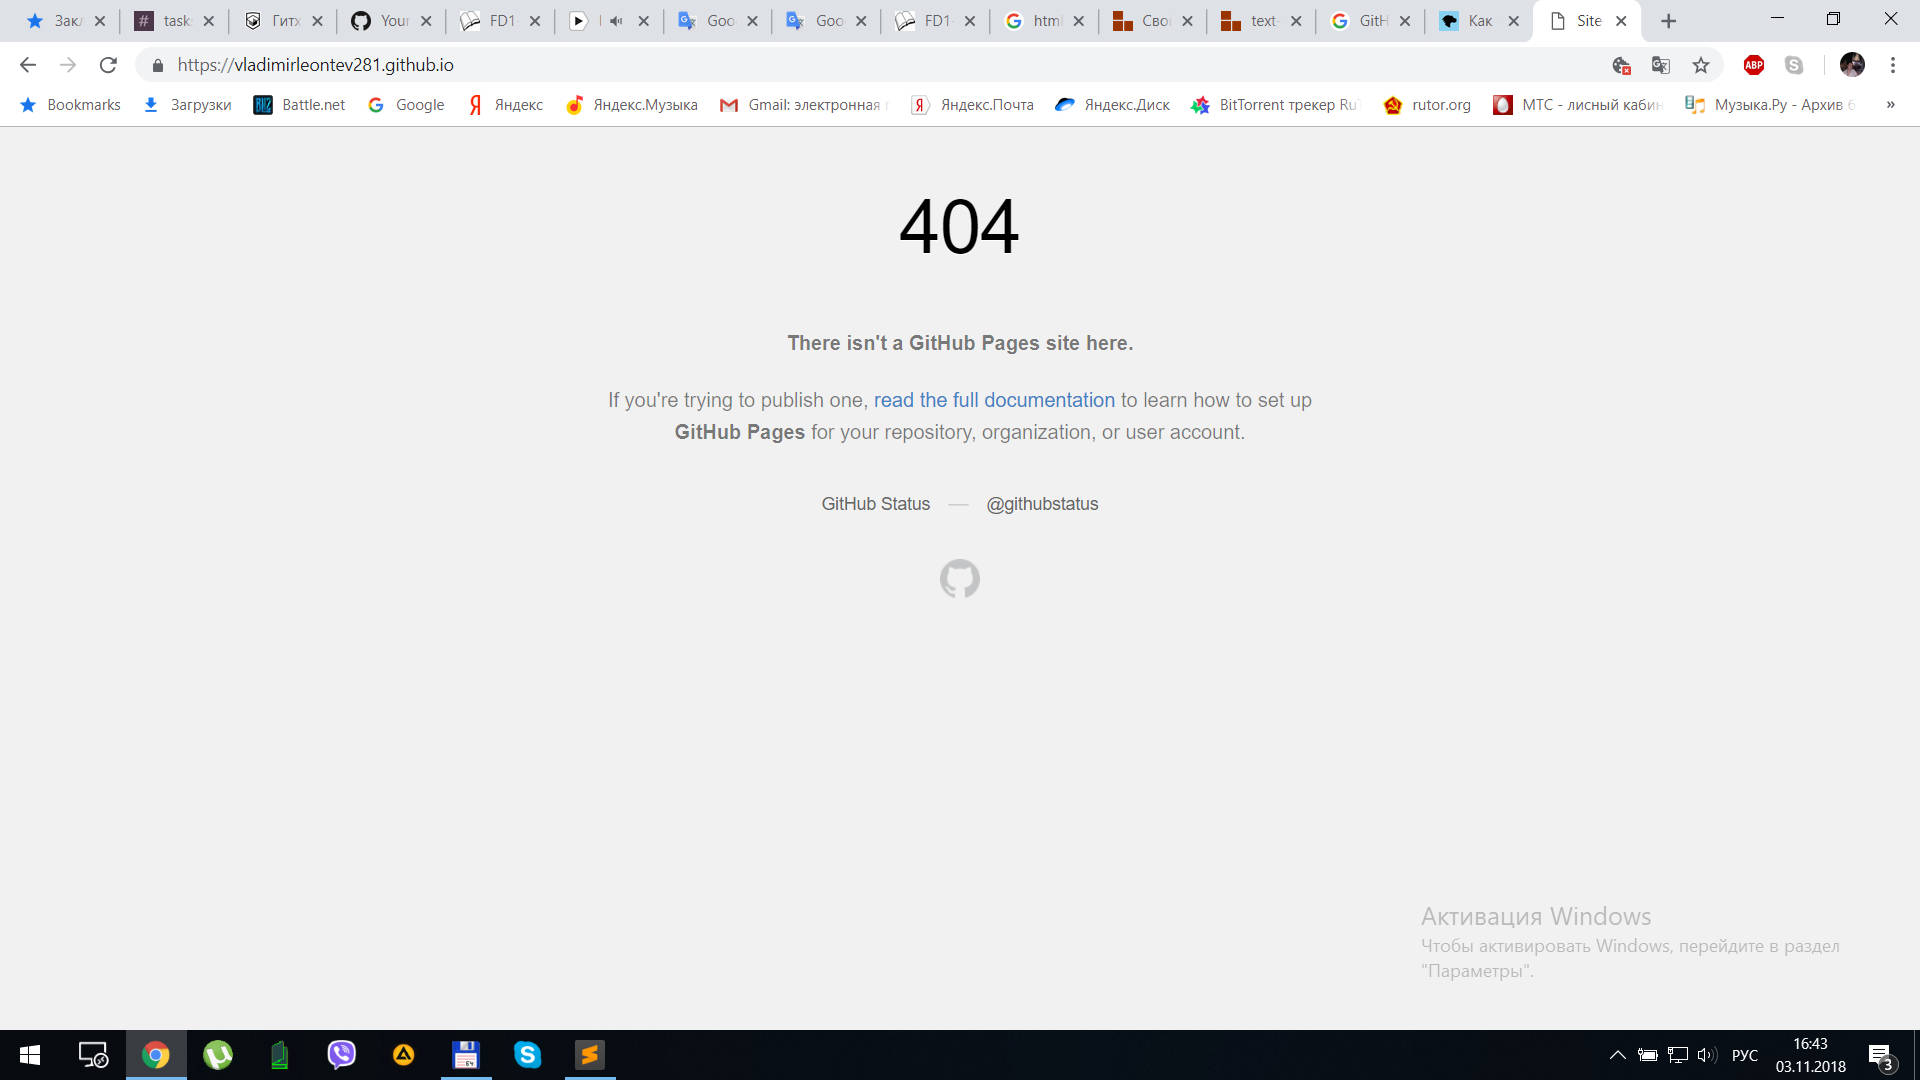 Зак
task
Гитх
Your
FD1-
Goo
Goo
FD1-
html
Сво
text-
GitH
Как
Site
https://vladimirleontev281.github.io
Bookmarks
Загрузки
Battle.net
Google
Яндекс
Яндекс.Музыка
Gmail: электронная
Яндекс.Почта
Яндекс.Диск
BitTorrent трекер Ru
rutor.org
МТС - лисный кабин
Музыка.Ру - Архив 6
»
ABP
404
There isn't a GitHub Pages site here.
If you're trying to publish one, read the full documentation to learn how to set up
GitHub Pages for your repository, organization, or user account.
GitHub Status — @githubstatus
Активация Windows
Чтобы активировать Windows, перейдите в раздел
"Параметры".
РУС
16:43
03.11.2018
3